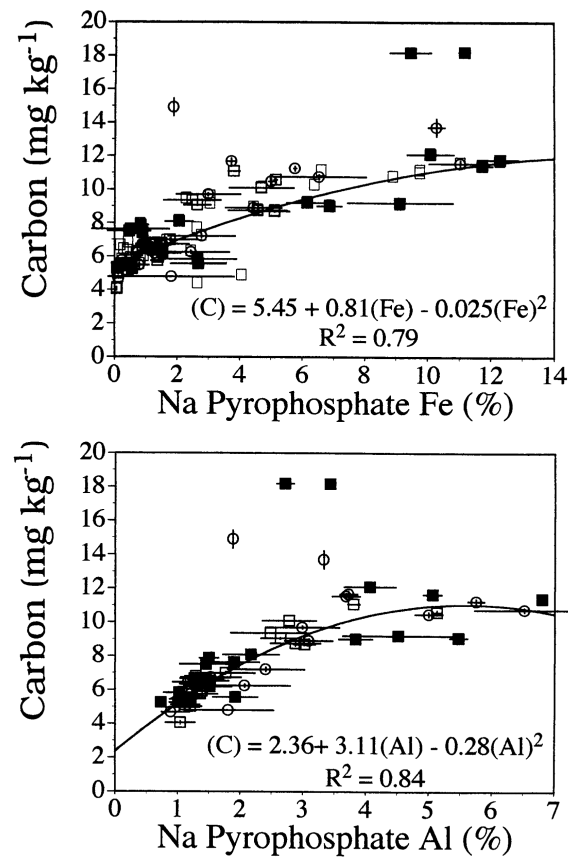 20
18
16
14
12
10
8
6
4
2
0
Carbon (mg kg⁻¹)
(C) = 5.45 + 0.81(Fe) - 0.025(Fe)²
R² = 0.79
0 2 4 6 8 10 12 14
Na Pyrophosphate Fe (%)
20
18
16
14
12
10
8
6
4
2
0
Carbon (mg kg⁻¹)
(C) = 2.36+ 3.11(Al) - 0.28(Al)²
R² = 0.84
0 1 2 3 4 5 6 7
Na Pyrophosphate Al (%)